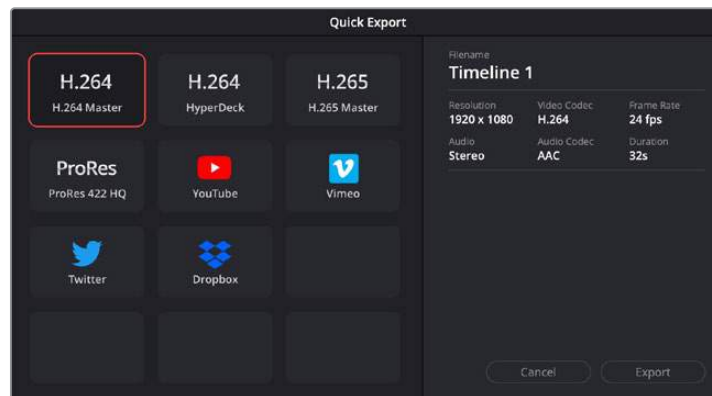 Quick Export
H.264
H.264 Master
H.264
HyperDeck
H.265
H.265 Master
ProRes
ProRes 422 HQ
YouTube
Vimeo
Twitter
Dropbox
Filename
Timeline 1
Resolution Video Codec Frame Rate
1920 x 1080 H.264 24 fps
Audio Audio Codec Duration
Stereo AAC 32s
Cancel Export